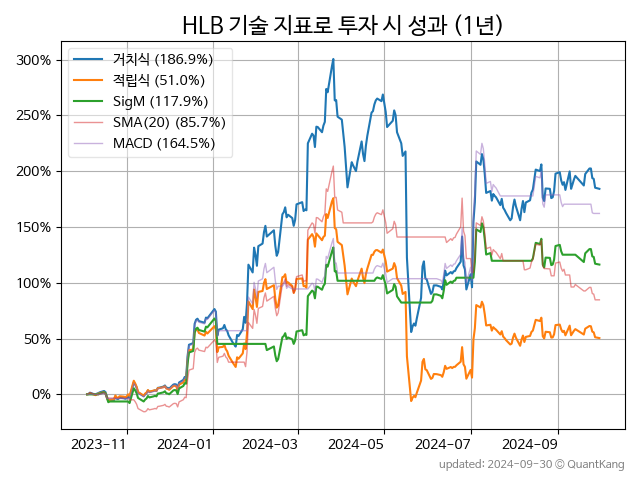 HLB 기술 지표로 투자 시 성과 (1년)
거치식 (186.9%)
적립식 (51.0%)
SigM (117.9%)
SMA(20) (85.7%)
MACD (164.5%)
300%
250%
200%
150%
100%
50%
0%
2023-11 2024-01 2024-03 2024-05 2024-07 2024-09
updated: 2024-09-30 © QuantKang